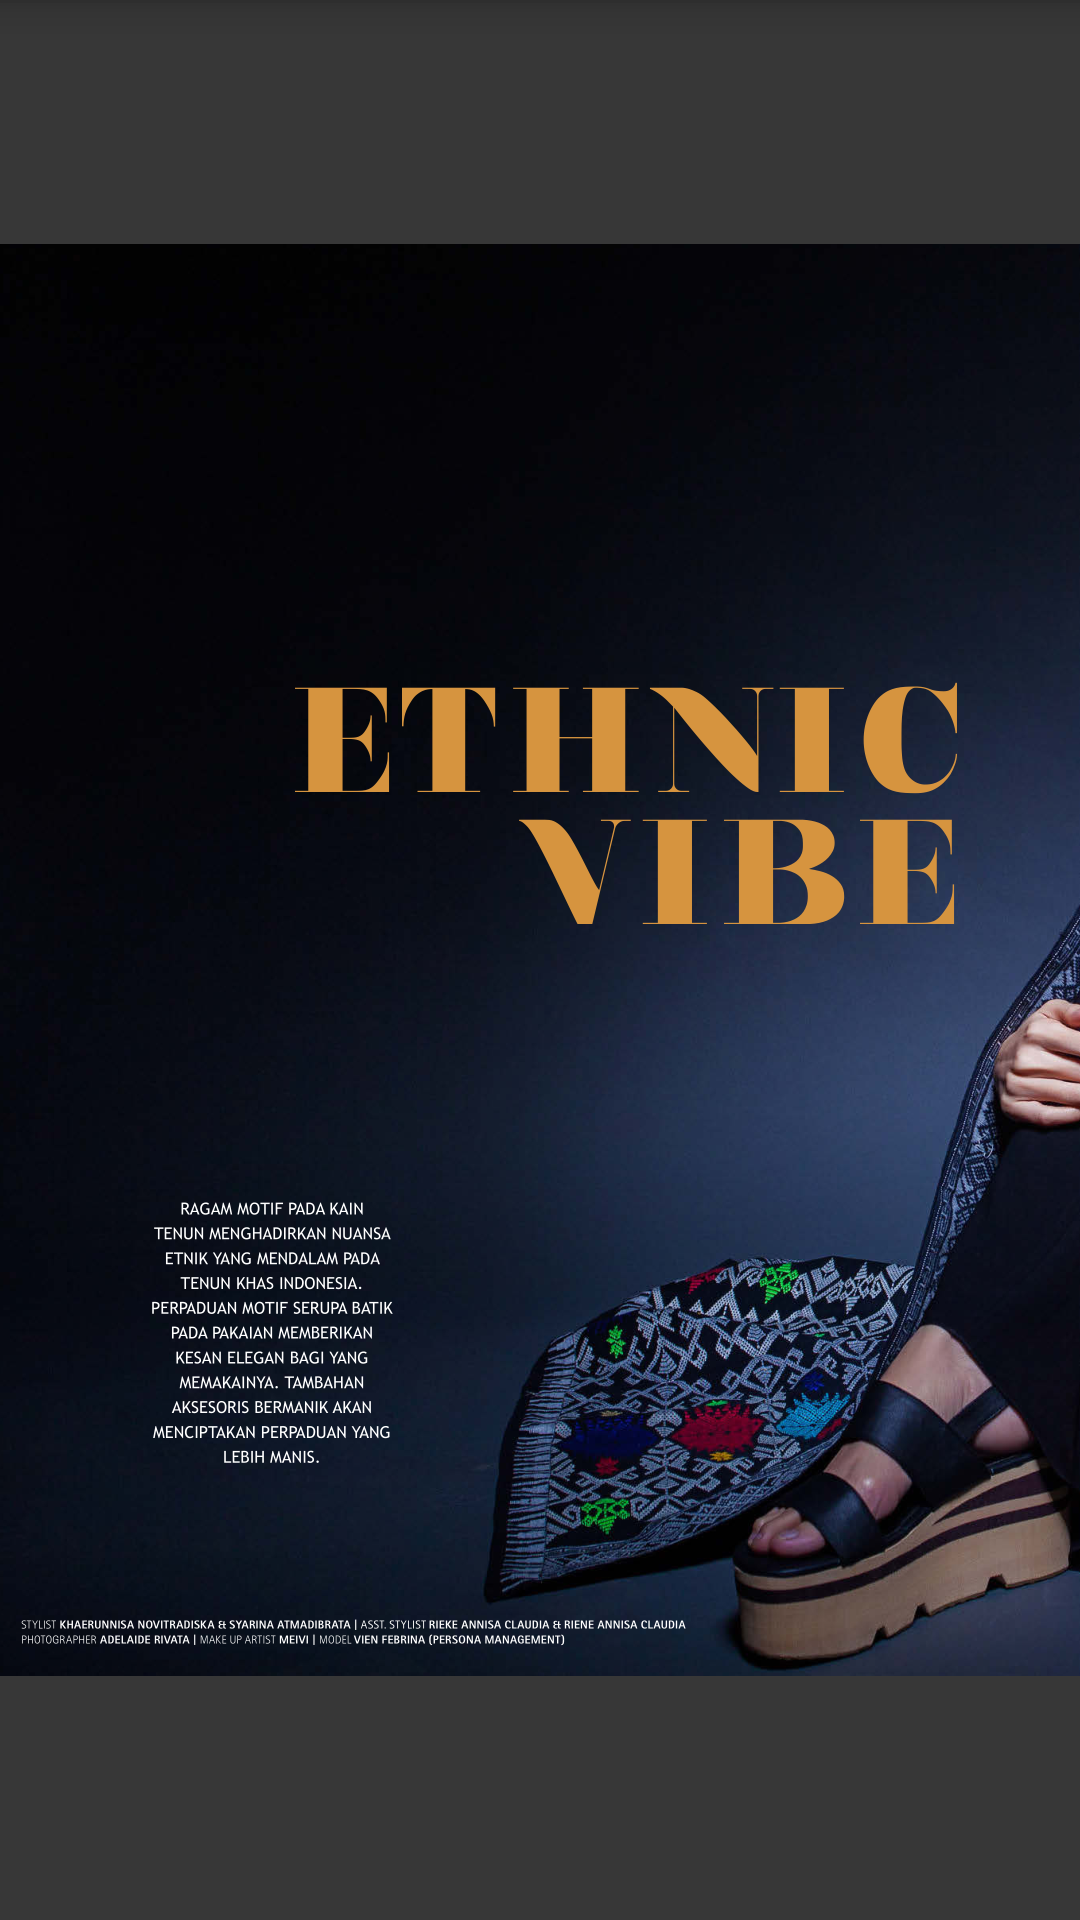 ETHNIC
VIBE
RAGAM MOTIF PADA KAIN
TENUN MENGHADIRKAN NUANSA
ETNIK YANG MENDALAM PADA
TENUN KHAS INDONESIA.
PERPADUAN MOTIF SERUPA BATIK
PADA PAKAIAN MEMBERIKAN
KESAN ELEGAN BAGI YANG
MEMAKAINYA. TAMBAHAN
AKSESORIS BERMANIK AKAN
MENCIPTAKAN PERPADUAN YANG
LEBIH MANIS.
STYLIST KHAERUNNISA NOVITRADISKA & SYARINA ATMADIBRATA | ASST. STYLIST RIEKE ANNISA CLAUDIA & RIENE ANNISA CLAUDIA
PHOTOGRAPHER ADELAIDE RIVATA | MAKE UP ARTIST MEIVI | MODEL VIEN FEBRINA (PERSONA MANAGEMENT)